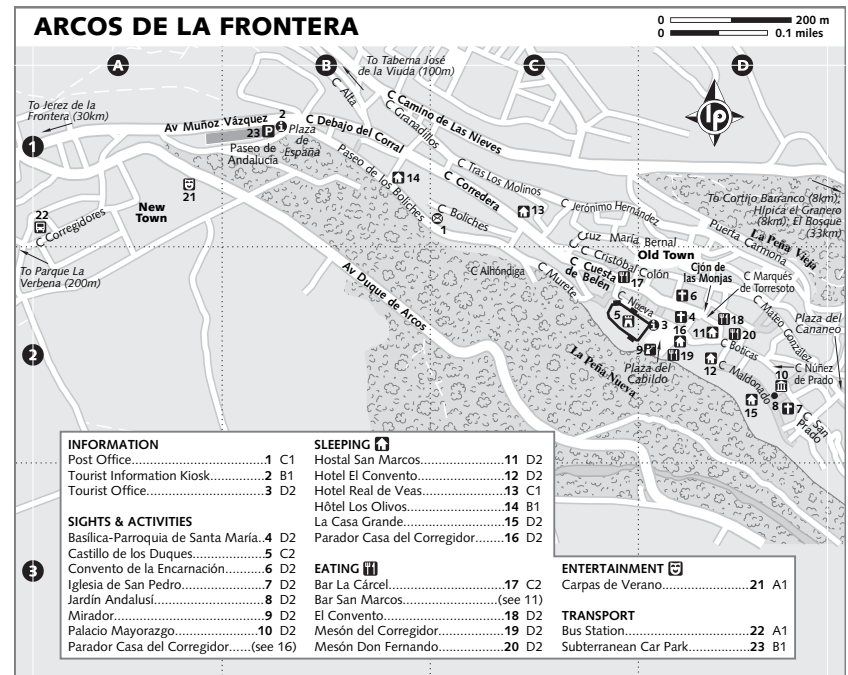 ARCOS DE LA FRONTERA
0 200 m
0 0.1 miles
A
B
C
D
To Taberna José
de la Viuda (100m)
To Jerez de la
Frontera (30km)
C Alta
C Camino de Las Nieves
C Granadillos
lp
Av Muñoz Vázquez
2
23 P
Plaza
de
España
C Debajo del Corral
Paseo de
Andalucía
1
Paseo de los Boliches
14
C Tras Los Molinos
C Corredera
21
New
Town
22
C Corregidores
C Boliches
1
13
C Jerónimo Hernández
To Cortijo Barranco (8km);
Hípica el Granero
(8km); El Bosque
(33km)
La Peña Vieja
Puerta Carmona
Cruz María Bernal
Old Town
C Cristóbal Colón
To Parque La
Verbena (200m)
Av Duque de Arcos
C Alhóndiga
C Murete
C Cuesta
de Belén
17
Cjón de
las Monjas
C Marqués
de Torresoto
6
C Nueva
5
3
4
16
11
18
20
C Mateo González
Plaza del
Cananeo
2
9
19
La Peña Nueva
Plaza del
Cabildo
C Boticas
12
C Maldonado
10
C Núñez
de Prado
15
8
7
C San
Prado
3
INFORMATION
Post Office 1 C1
Tourist Information Kiosk 2 B1
Tourist Office 3 D2
SIGHTS & ACTIVITIES
Basílica-Parroquia de Santa María 4 D2
Castillo de los Duques 5 C2
Convento de la Encarnación 6 D2
Iglesia de San Pedro 7 D2
Jardín Andalusí 8 D2
Mirador 9 D2
Palacio Mayorazgo 10 D2
Parador Casa del Corregidor (see 16)
SLEEPING
Hostal San Marcos 11 D2
Hotel El Convento 12 D2
Hotel Real de Veas 13 C1
Hôtel Los Olivos 14 B1
La Casa Grande 15 D2
Parador Casa del Corregidor 16 D2
EATING
Bar La Cárcel 17 C2
Bar San Marcos (see 11)
El Convento 18 D2
Mesón del Corregidor 19 D2
Mesón Don Fernando 20 D2
ENTERTAINMENT
Carpas de Verano 21 A1
TRANSPORT
Bus Station 22 A1
Subterranean Car Park 23 B1